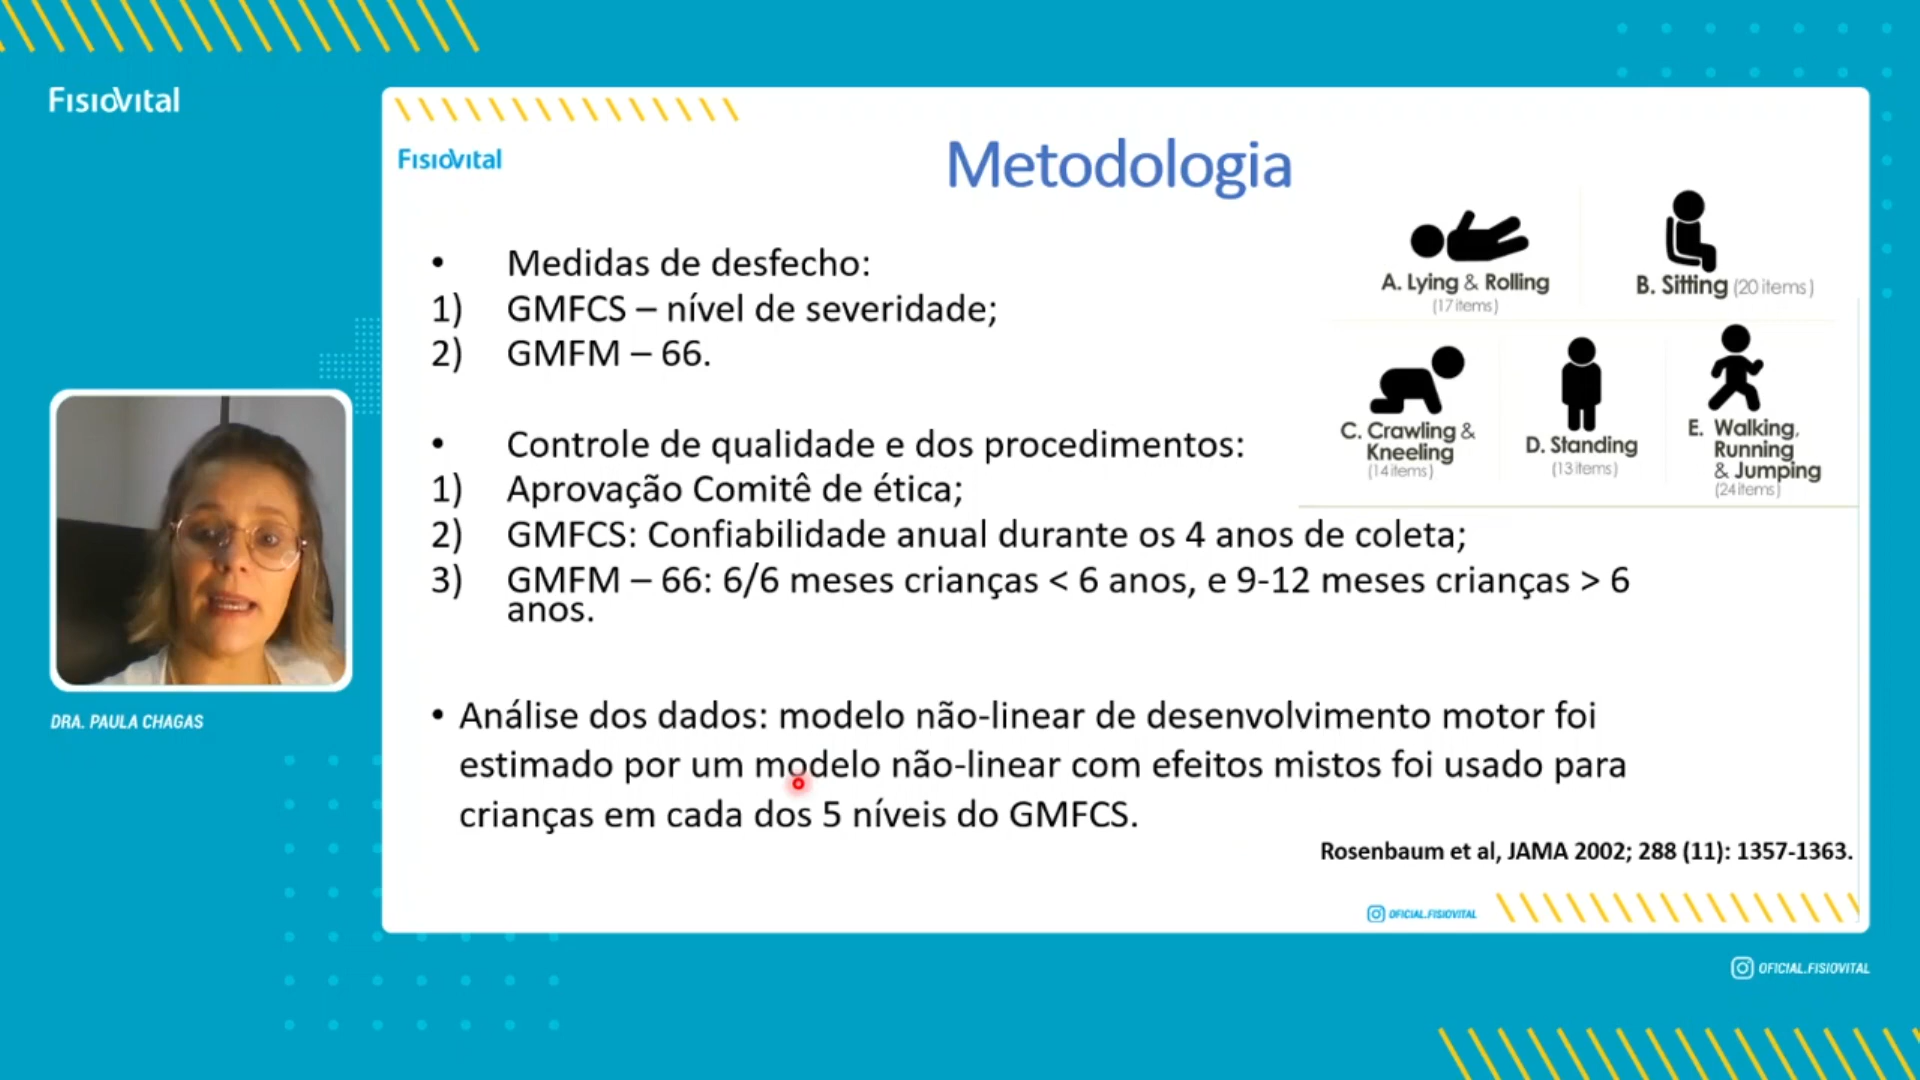 FısıoVıtal
FısıoVıtal
Metodologia
• Medidas de desfecho:
1) GMFCS – nível de severidade;
2) GMFM – 66.
A. Lying & Rolling
(17 items)
B. Sitting (20 items)
C. Crawling &
Kneeling
(14 items)
D. Standing
(13 items)
E. Walking,
Running
& Jumping
(24 items)
• Controle de qualidade e dos procedimentos:
1) Aprovação Comitê de ética;
2) GMFCS: Confiabilidade anual durante os 4 anos de coleta;
3) GMFM – 66: 6/6 meses crianças < 6 anos, e 9-12 meses crianças > 6
anos.
• Análise dos dados: modelo não-linear de desenvolvimento motor foi
estimado por um modelo não-linear com efeitos mistos foi usado para
crianças em cada dos 5 níveis do GMFCS.
Rosenbaum et al, JAMA 2002; 288 (11): 1357-1363.
OFICIAL.FISIOVITAL
DRA. PAULA CHAGAS
OFICIAL.FISIOVITAL